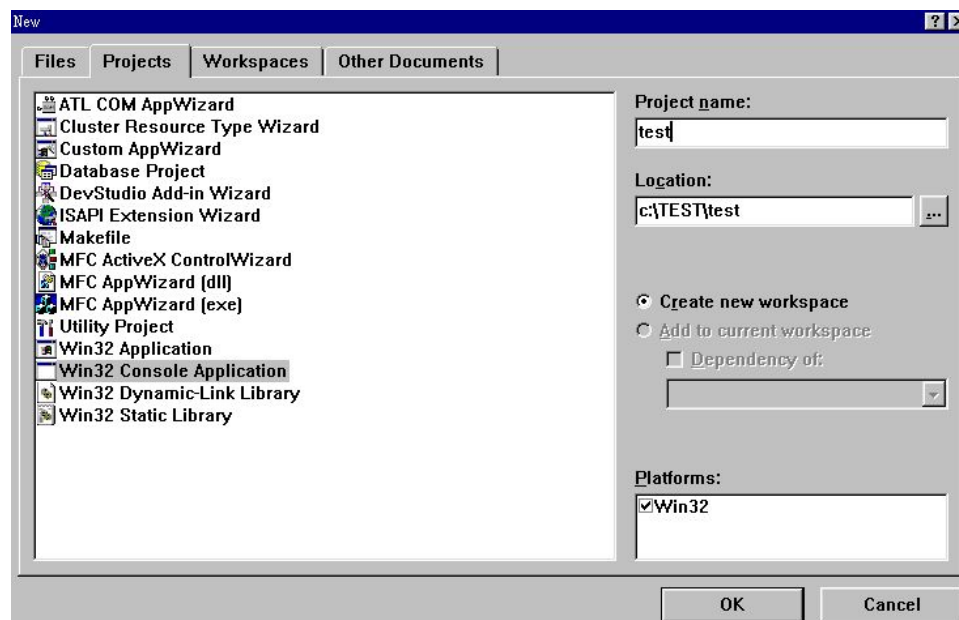 New
Files Projects Workspaces Other Documents
ATL COM AppWizard
Cluster Resource Type Wizard
Custom AppWizard
Database Project
DevStudio Add-in Wizard
ISAPI Extension Wizard
Makefile
MFC ActiveX ControlWizard
MFC AppWizard (dll)
MFC AppWizard (exe)
Utility Project
Win32 Application
Win32 Console Application
Win32 Dynamic-Link Library
Win32 Static Library
Project name:
test
Location:
c:\TEST\test
...
Create new workspace
Add to current workspace
Dependency of:
Platforms:
Win32
OK Cancel